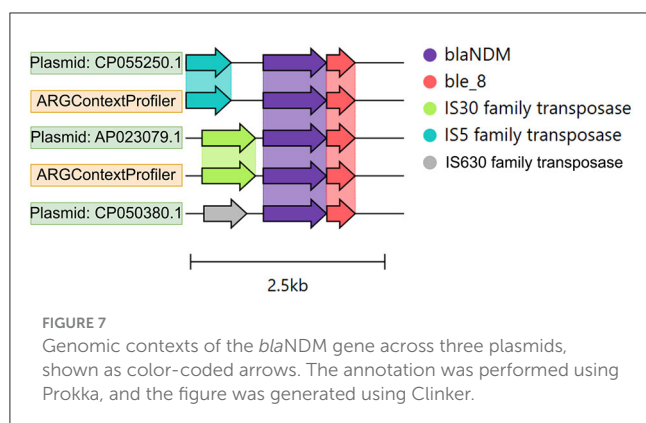 Plasmid: CP055250.1
ARGContextProfiler
Plasmid: AP023079.1
ARGContextProfiler
Plasmid: CP050380.1
blaNDM
ble_8
IS30 family transposase
IS5 family transposase
IS630 family transposase
2.5kb
FIGURE 7
Genomic contexts of the blaNDM gene across three plasmids,
shown as color-coded arrows. The annotation was performed using
Prokka, and the figure was generated using Clinker.